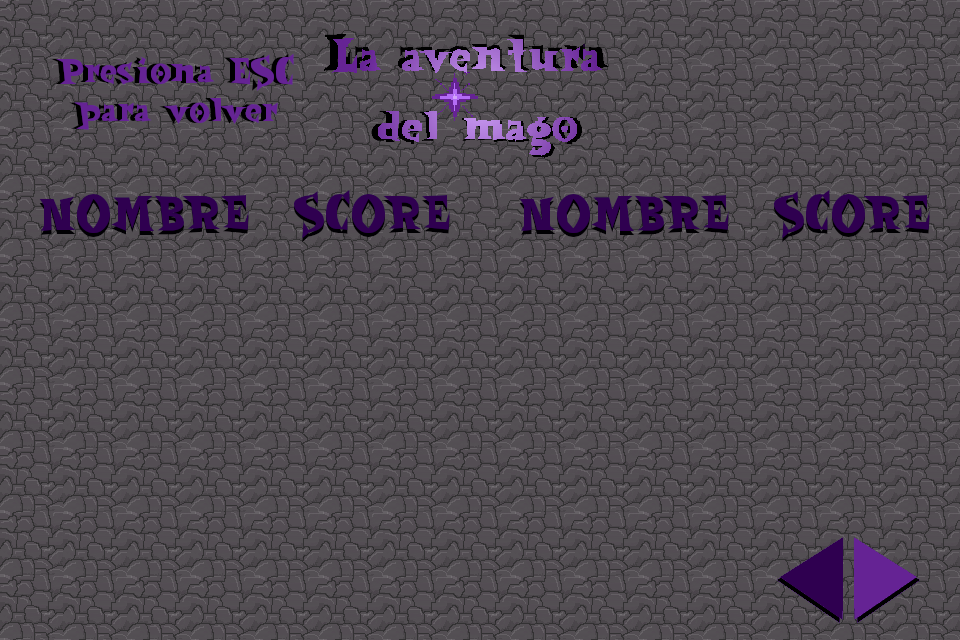 La aventura
del mago
Presiona ESC
para volver
NOMBRE SCORE NOMBRE SCORE